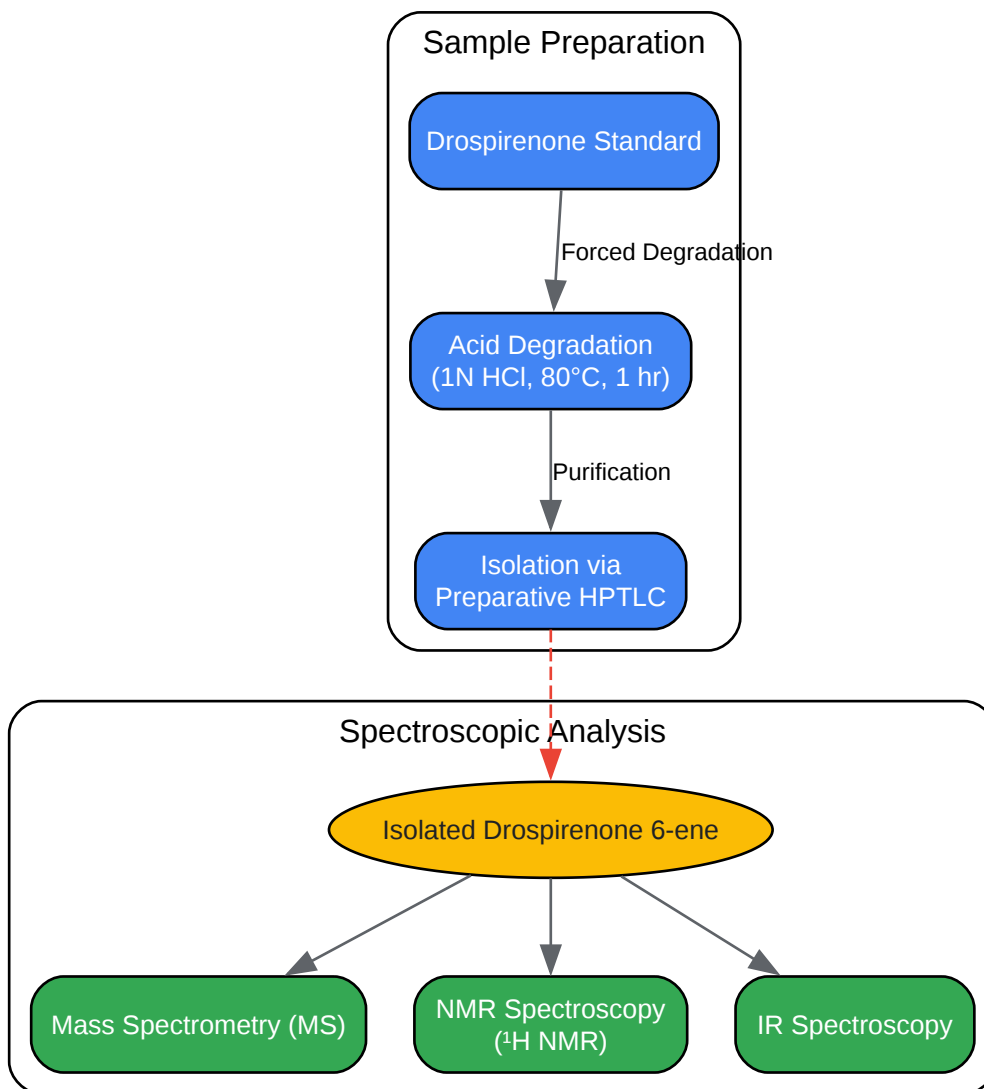 Sample Preparation
Drospirenone Standard
Forced Degradation
Acid Degradation
(1N HCl, 80°C, 1 hr)
Purification
Isolation via
Preparative HPTLC
Spectroscopic Analysis
Isolated Drospirenone 6-ene
Mass Spectrometry (MS)
NMR Spectroscopy
(¹H NMR)
IR Spectroscopy